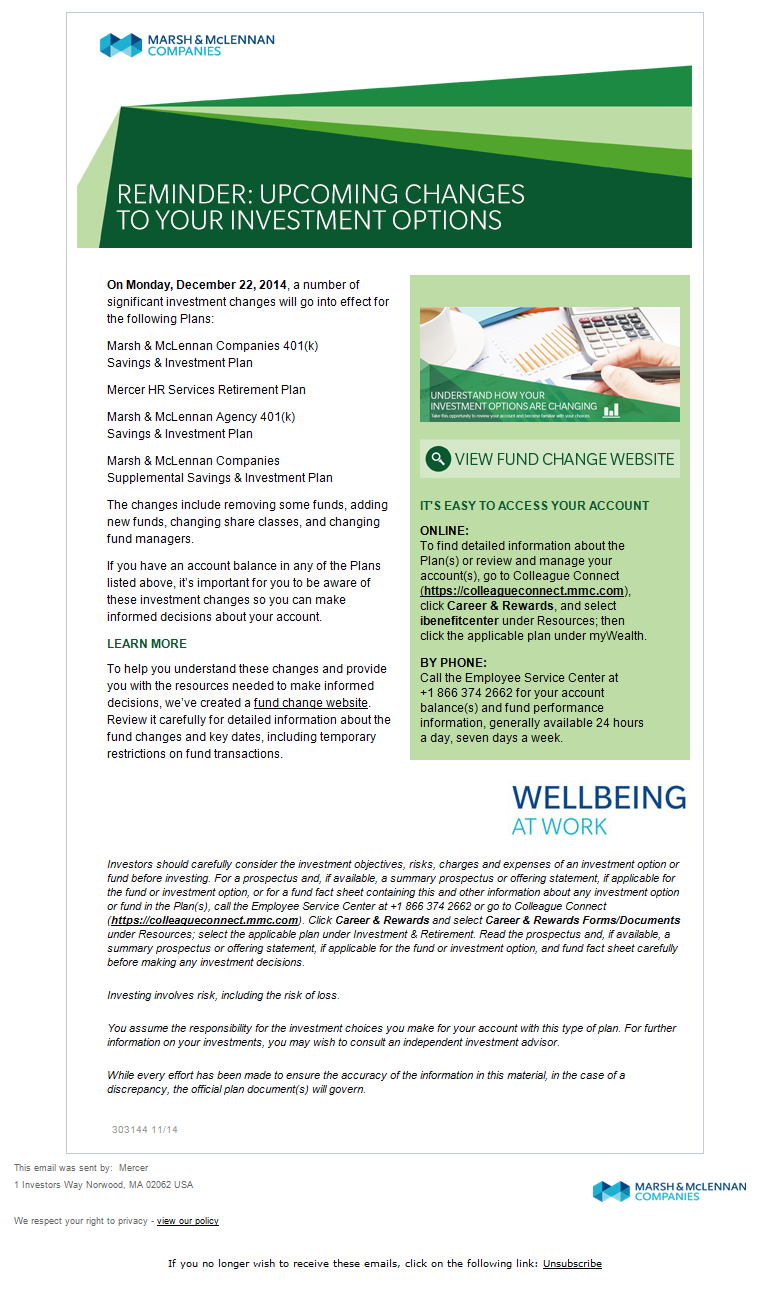 MARSH & McLENNAN
COMPANIES
REMINDER: UPCOMING CHANGES
TO YOUR INVESTMENT OPTIONS
On Monday, December 22, 2014, a number of
significant investment changes will go into effect for
the following Plans:
Marsh & McLennan Companies 401(k)
Savings & Investment Plan
Mercer HR Services Retirement Plan
Marsh & McLennan Agency 401(k)
Savings & Investment Plan
Marsh & McLennan Companies
Supplemental Savings & Investment Plan
The changes include removing some funds, adding
new funds, changing share classes, and changing
fund managers.
If you have an account balance in any of the Plans
listed above, it's important for you to be aware of
these investment changes so you can make
informed decisions about your account.
LEARN MORE
To help you understand these changes and provide
you with the resources needed to make informed
decisions, we've created a fund change website.
Review it carefully for detailed information about the
fund changes and key dates, including temporary
restrictions on fund transactions.
UNDERSTAND HOW YOUR
INVESTMENT OPTIONS ARE CHANGING
Take this opportunity to review your account and become familiar with your choices.
VIEW FUND CHANGE WEBSITE
IT'S EASY TO ACCESS YOUR ACCOUNT
ONLINE:
To find detailed information about the
Plan(s) or review and manage your
account(s), go to Colleague Connect
(https://colleagueconnect.mmc.com),
click Career & Rewards, and select
ibenefitcenter under Resources; then
click the applicable plan under myWealth.
BY PHONE:
Call the Employee Service Center at
+1 866 374 2662 for your account
balance(s) and fund performance
information, generally available 24 hours
a day, seven days a week.
WELLBEING
AT WORK
Investors should carefully consider the investment objectives, risks, charges and expenses of an investment option or
fund before investing. For a prospectus and, if available, a summary prospectus or offering statement, if applicable for
the fund or investment option, or for a fund fact sheet containing this and other information about any investment option
or fund in the Plan(s), call the Employee Service Center at +1 866 374 2662 or go to Colleague Connect
(https://colleagueconnect.mmc.com). Click Career & Rewards and select Career & Rewards Forms/Documents
under Resources; select the applicable plan under Investment & Retirement. Read the prospectus and, if available, a
summary prospectus or offering statement, if applicable for the fund or investment option, and fund fact sheet carefully
before making any investment decisions.
Investing involves risk, including the risk of loss.
You assume the responsibility for the investment choices you make for your account with this type of plan. For further
information on your investments, you may wish to consult an independent investment advisor.
While every effort has been made to ensure the accuracy of the information in this material, in the case of a
discrepancy, the official plan document(s) will govern.
303144 11/14
This email was sent by: Mercer
1 Investors Way Norwood, MA 02062 USA
MARSH & McLENNAN
COMPANIES
We respect your right to privacy - view our policy
If you no longer wish to receive these emails, click on the following link: Unsubscribe